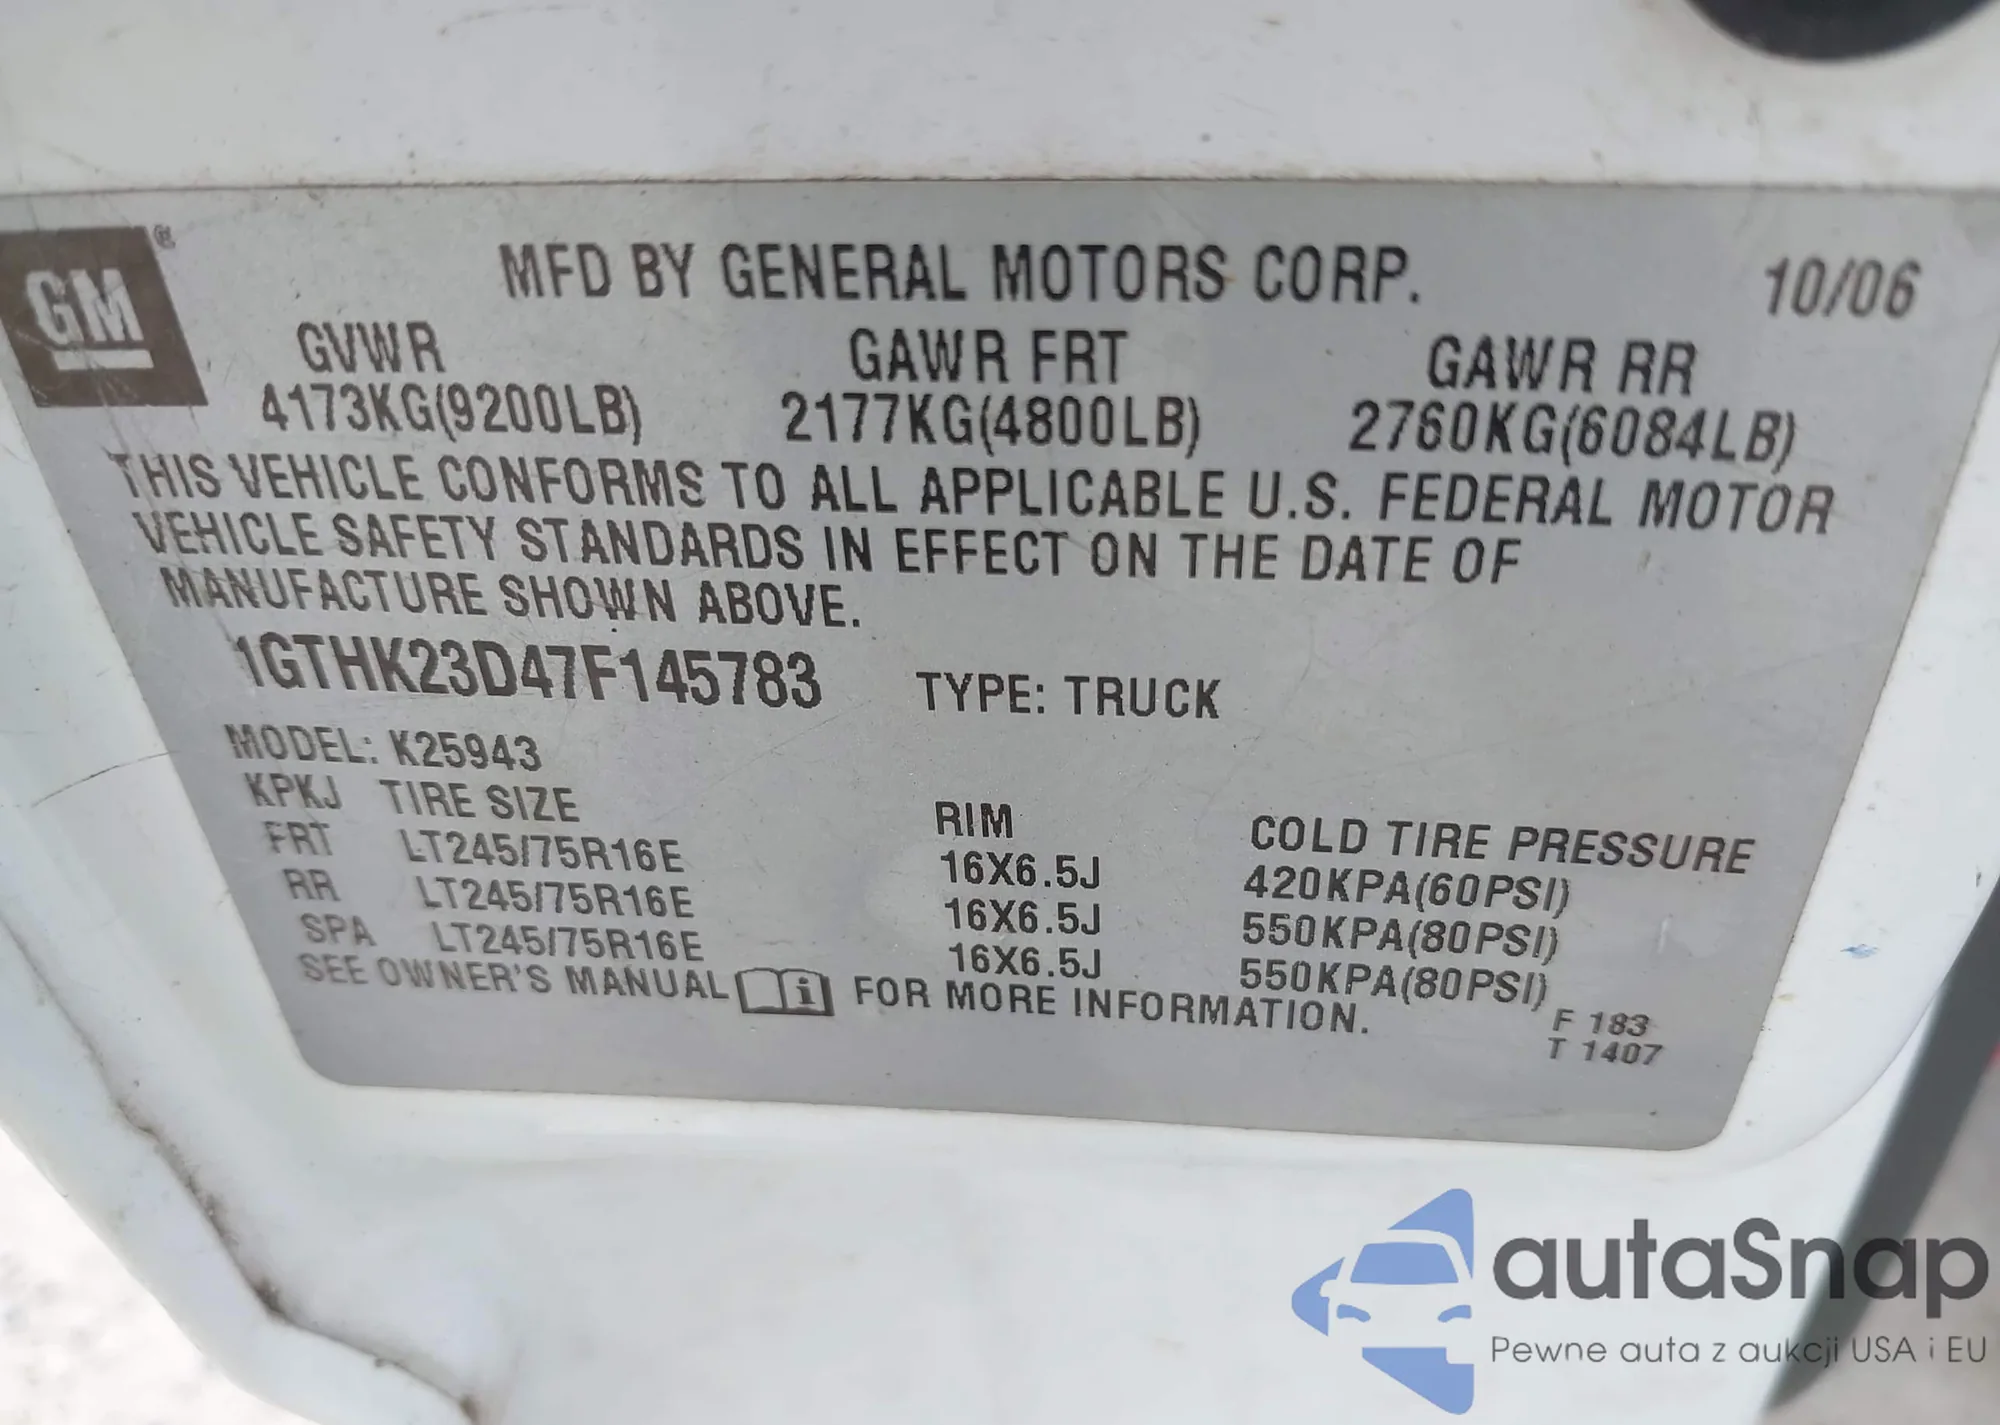 GM ®
MFD BY GENERAL MOTORS CORP. 10/06
GVWR GAWR FRT GAWR RR
4173KG(9200LB) 2177KG(4800LB) 2760KG(6084LB)
THIS VEHICLE CONFORMS TO ALL APPLICABLE U.S. FEDERAL MOTOR
VEHICLE SAFETY STANDARDS IN EFFECT ON THE DATE OF
MANUFACTURE SHOWN ABOVE.
1GTHK23D47F145783 TYPE: TRUCK
MODEL: K25943
KPKJ TIRE SIZE RIM COLD TIRE PRESSURE
FRT LT245/75R16E 16X6.5J 420KPA(60PSI)
RR LT245/75R16E 16X6.5J 550KPA(80PSI)
SPA LT245/75R16E 16X6.5J 550KPA(80PSI)
SEE OWNER'S MANUAL i FOR MORE INFORMATION.
F 183
T 1407
autaSnap
Pewne auta z aukcji USA i EU